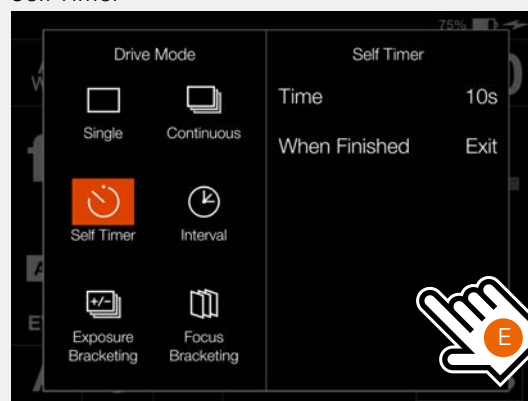 75%
Drive Mode
Single
Continuous
Self Timer
Interval
Exposure
Bracketing
Focus
Bracketing
Self Timer
Time 10s
When Finished Exit
E